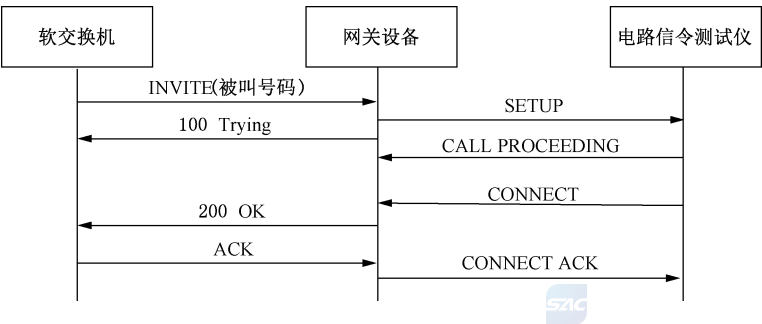 软交换机
网关设备
电路信令测试仪
INVITE(被叫号码）
SETUP
100 Trying
CALL PROCEEDING
CONNECT
200 OK
ACK
CONNECT ACK
SAC